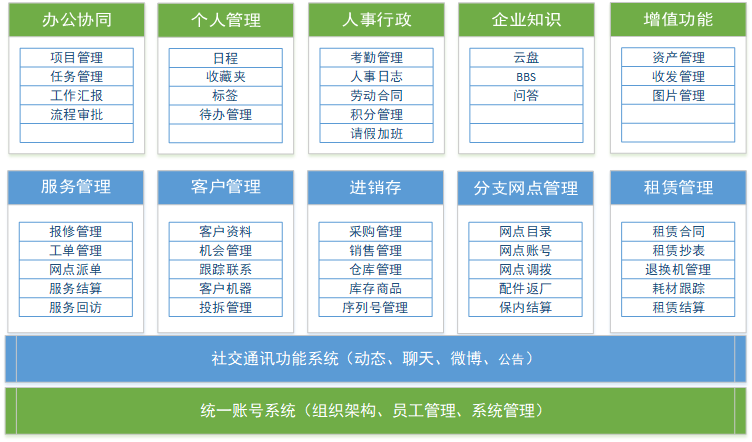 办公协同
项目管理
任务管理
工作汇报
流程审批
个人管理
日程
收藏夹
标签
待办管理
人事行政
考勤管理
人事日志
劳动合同
积分管理
请假加班
企业知识
云盘
BBS
问答
增值功能
资产管理
收发管理
图片管理
服务管理
报修管理
工单管理
网点派单
服务结算
服务回访
客户管理
客户资料
机会管理
跟踪联系
客户机器
投拆管理
进销存
采购管理
销售管理
仓库管理
库存商品
序列号管理
分支网点管理
网点目录
网点账号
网点调拨
配件返厂
保内结算
租赁管理
租赁合同
租赁抄表
退换机管理
耗材跟踪
租赁结算
社交通讯功能系统（动态、聊天、微博、公告）
统一账号系统（组织架构、员工管理、系统管理）